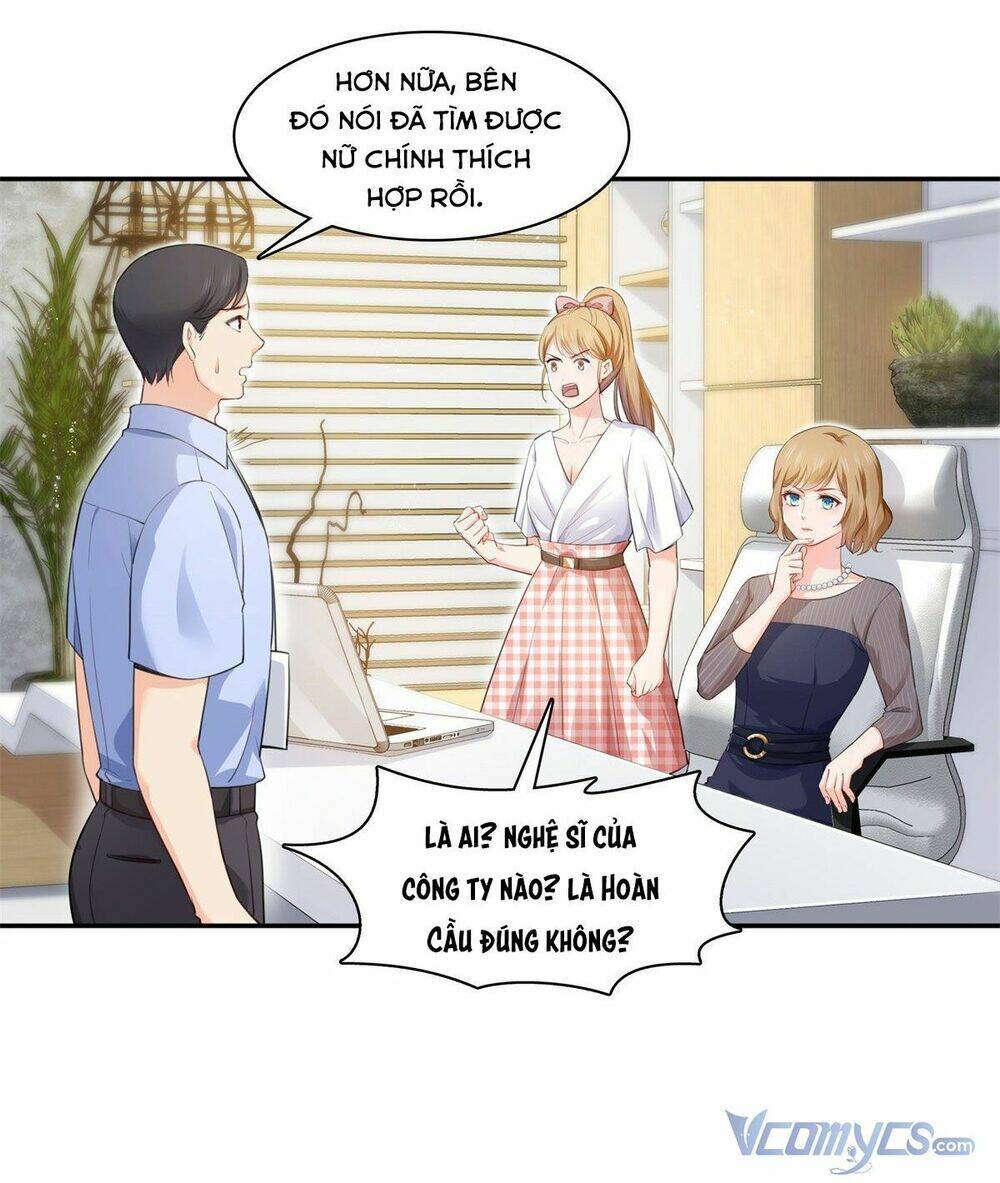 HƠN NỮA, BÊN
ĐÓ NÓI ĐÃ TÌM ĐƯỢC
NỮ CHÍNH THÍCH
HỢP RỒI.
LÀ AI? NGHỆ SĨ CỦA
CÔNG TY NÀO? LÀ HOÀN
CẦU ĐÚNG KHÔNG?
VCOMYCS.com